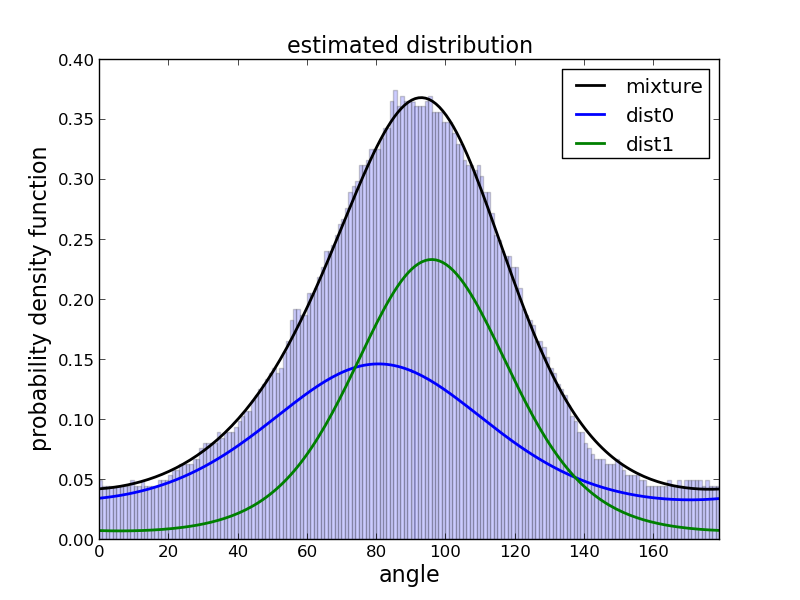 estimated distribution
mixture
dist0
dist1
probability density function
0.40
0.35
0.30
0.25
0.20
0.15
0.10
0.05
0.00
0 20 40 60 80 100 120 140 160
angle